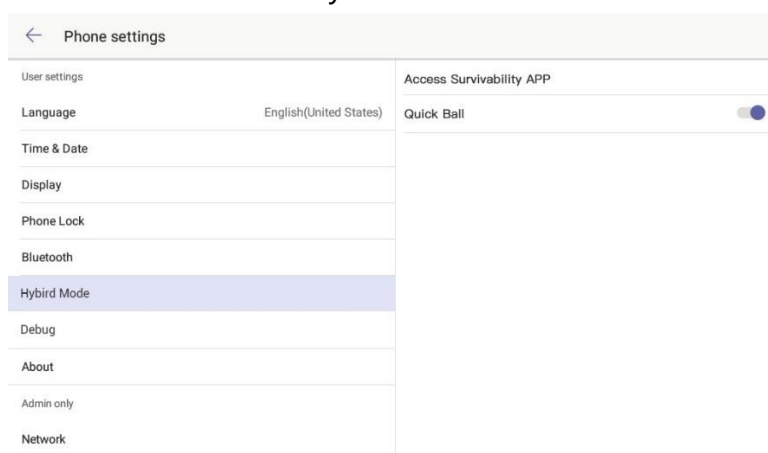 Phone settings
User settings
Language English(United States)
Time & Date
Display
Phone Lock
Bluetooth
Hybird Mode
Debug
About
Admin only
Network
Access Survivability APP
Quick Ball